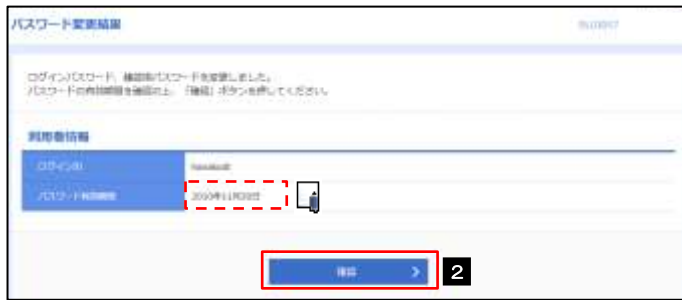 パスワード変更結果
ログインパスワード、確認用パスワードを変更しました。
パスワードの有効期限を確認の上、「確認」ボタンを押してください。
利用者情報
ログインID
パスワード有効期限
確認
2